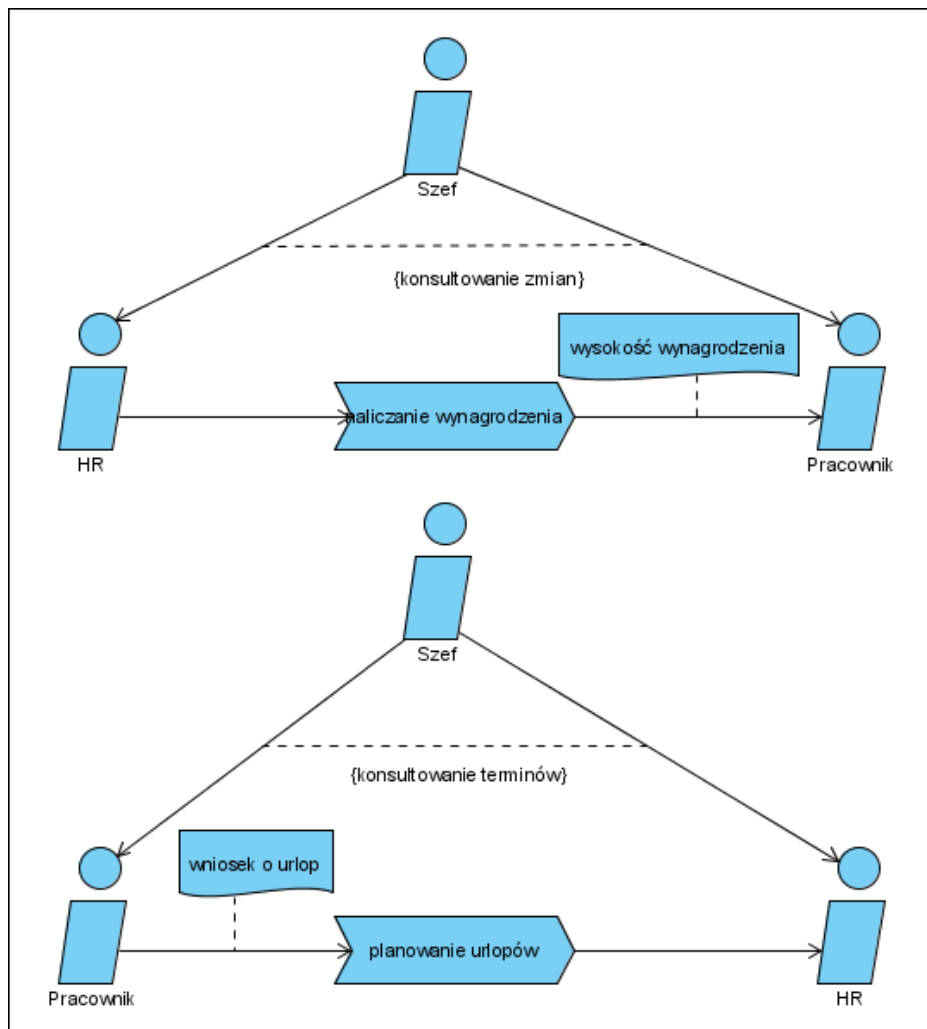 Szef
{konsultowanie zmian}
wysokość wynagrodzenia
naliczanie wynagrodzenia
HR
Pracownik
Szef
{konsultowanie terminów}
wniosek o urlop
planowanie urlopów
Pracownik
HR